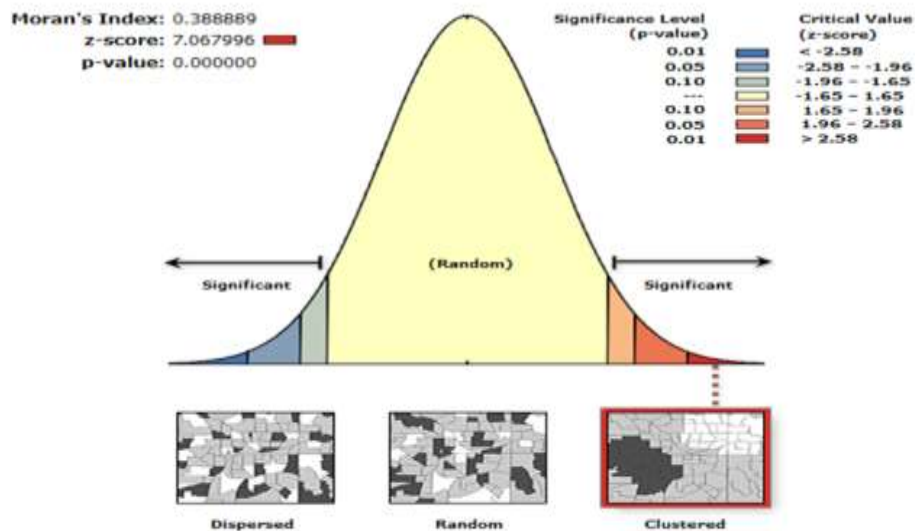 Moran's Index: 0.388889
z-score: 7.067996
p-value: 0.000000
Significance Level
(p-value)
0.01
0.05
0.10
---
0.10
0.05
0.01
Critical Value
(z-score)
< -2.58
-2.58 - -1.96
-1.96 - -1.65
-1.65 - 1.65
1.65 - 1.96
1.96 - 2.58
> 2.58
(Random)
Significant
Significant
Dispersed
Random
Clustered